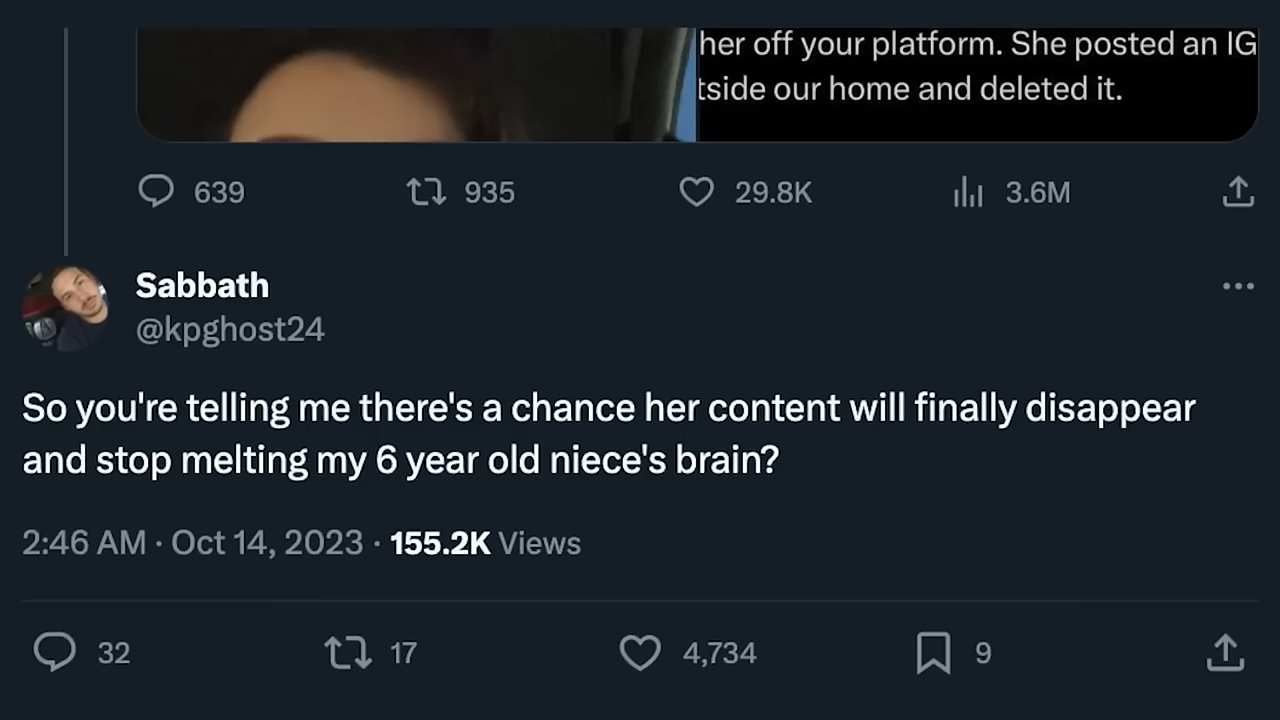 her off your platform. She posted an IG
tside our home and deleted it.
639 935 29.8K 3.6M
Sabbath
@kpghost24
So you're telling me there's a chance her content will finally disappear
and stop melting my 6 year old niece's brain?
2:46 AM · Oct 14, 2023 · 155.2K Views
32 17 4,734 9